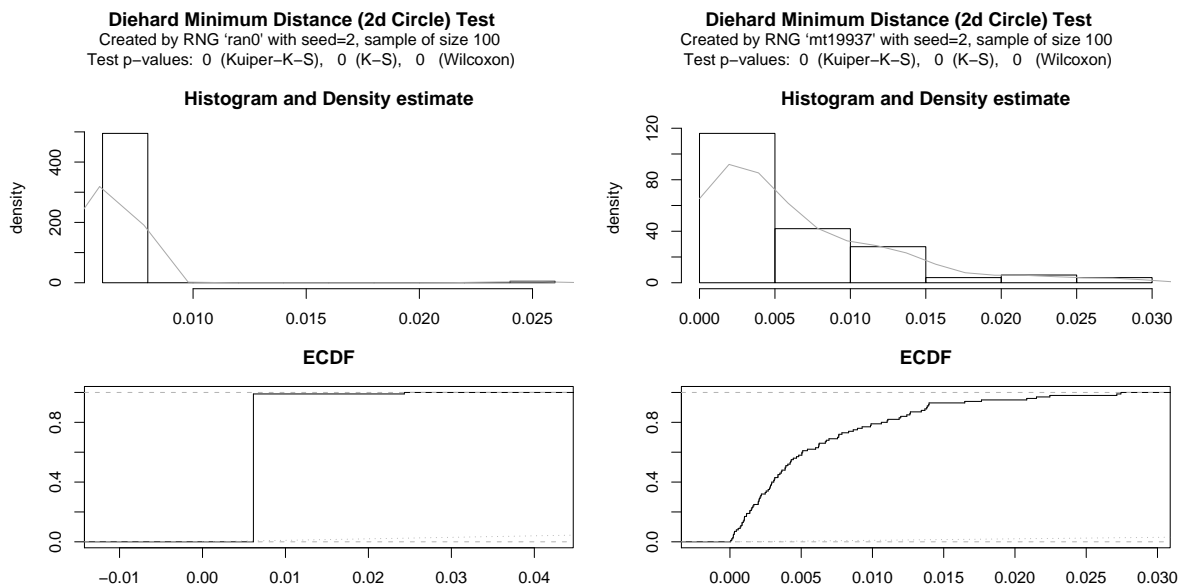 Diehard Minimum Distance (2d Circle) Test
Created by RNG ‘ran0’ with seed=2, sample of size 100
Test p−values: 0 (Kuiper−K−S), 0 (K−S), 0 (Wilcoxon)
Histogram and Density estimate
density
0 200 400
0.010 0.015 0.020 0.025
ECDF
0.0 0.4 0.8
−0.01 0.00 0.01 0.02 0.03 0.04
Diehard Minimum Distance (2d Circle) Test
Created by RNG ‘mt19937’ with seed=2, sample of size 100
Test p−values: 0 (Kuiper−K−S), 0 (K−S), 0 (Wilcoxon)
Histogram and Density estimate
density
0 40 80 120
0.000 0.005 0.010 0.015 0.020 0.025 0.030
ECDF
0.0 0.4 0.8
0.000 0.005 0.010 0.015 0.020 0.025 0.030